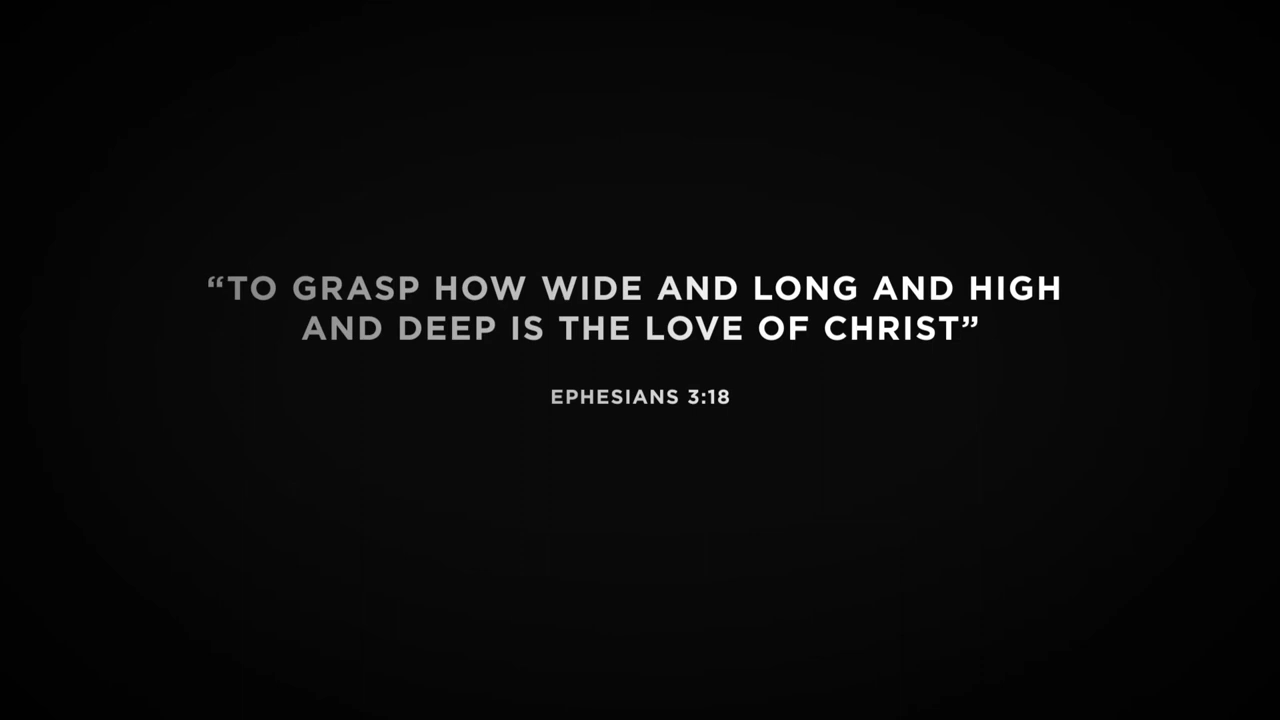 “TO GRASP HOW WIDE AND LONG AND HIGH
AND DEEP IS THE LOVE OF CHRIST”
EPHESIANS 3:18